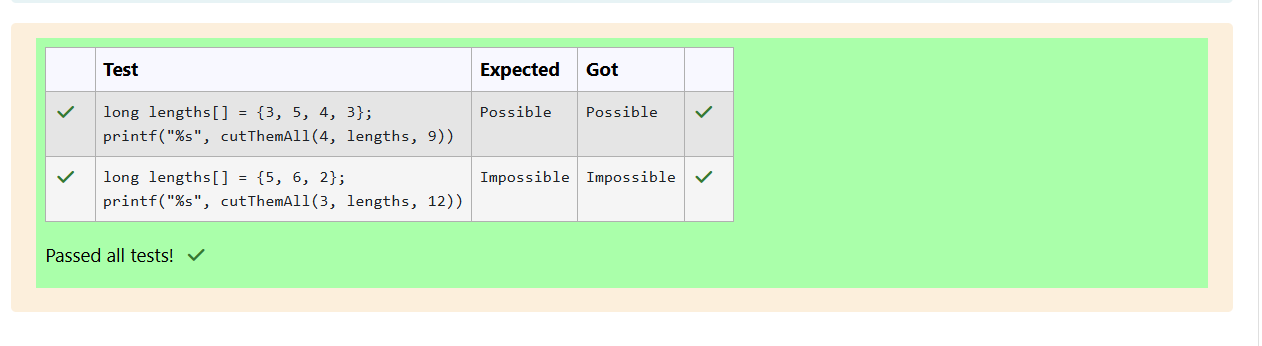 Test Expected Got
long lengths[] = {3, 5, 4, 3}; Possible Possible
printf("%s", cutThemAll(4, lengths, 9))
long lengths[] = {5, 6, 2}; Impossible Impossible
printf("%s", cutThemAll(3, lengths, 12))
Passed all tests!